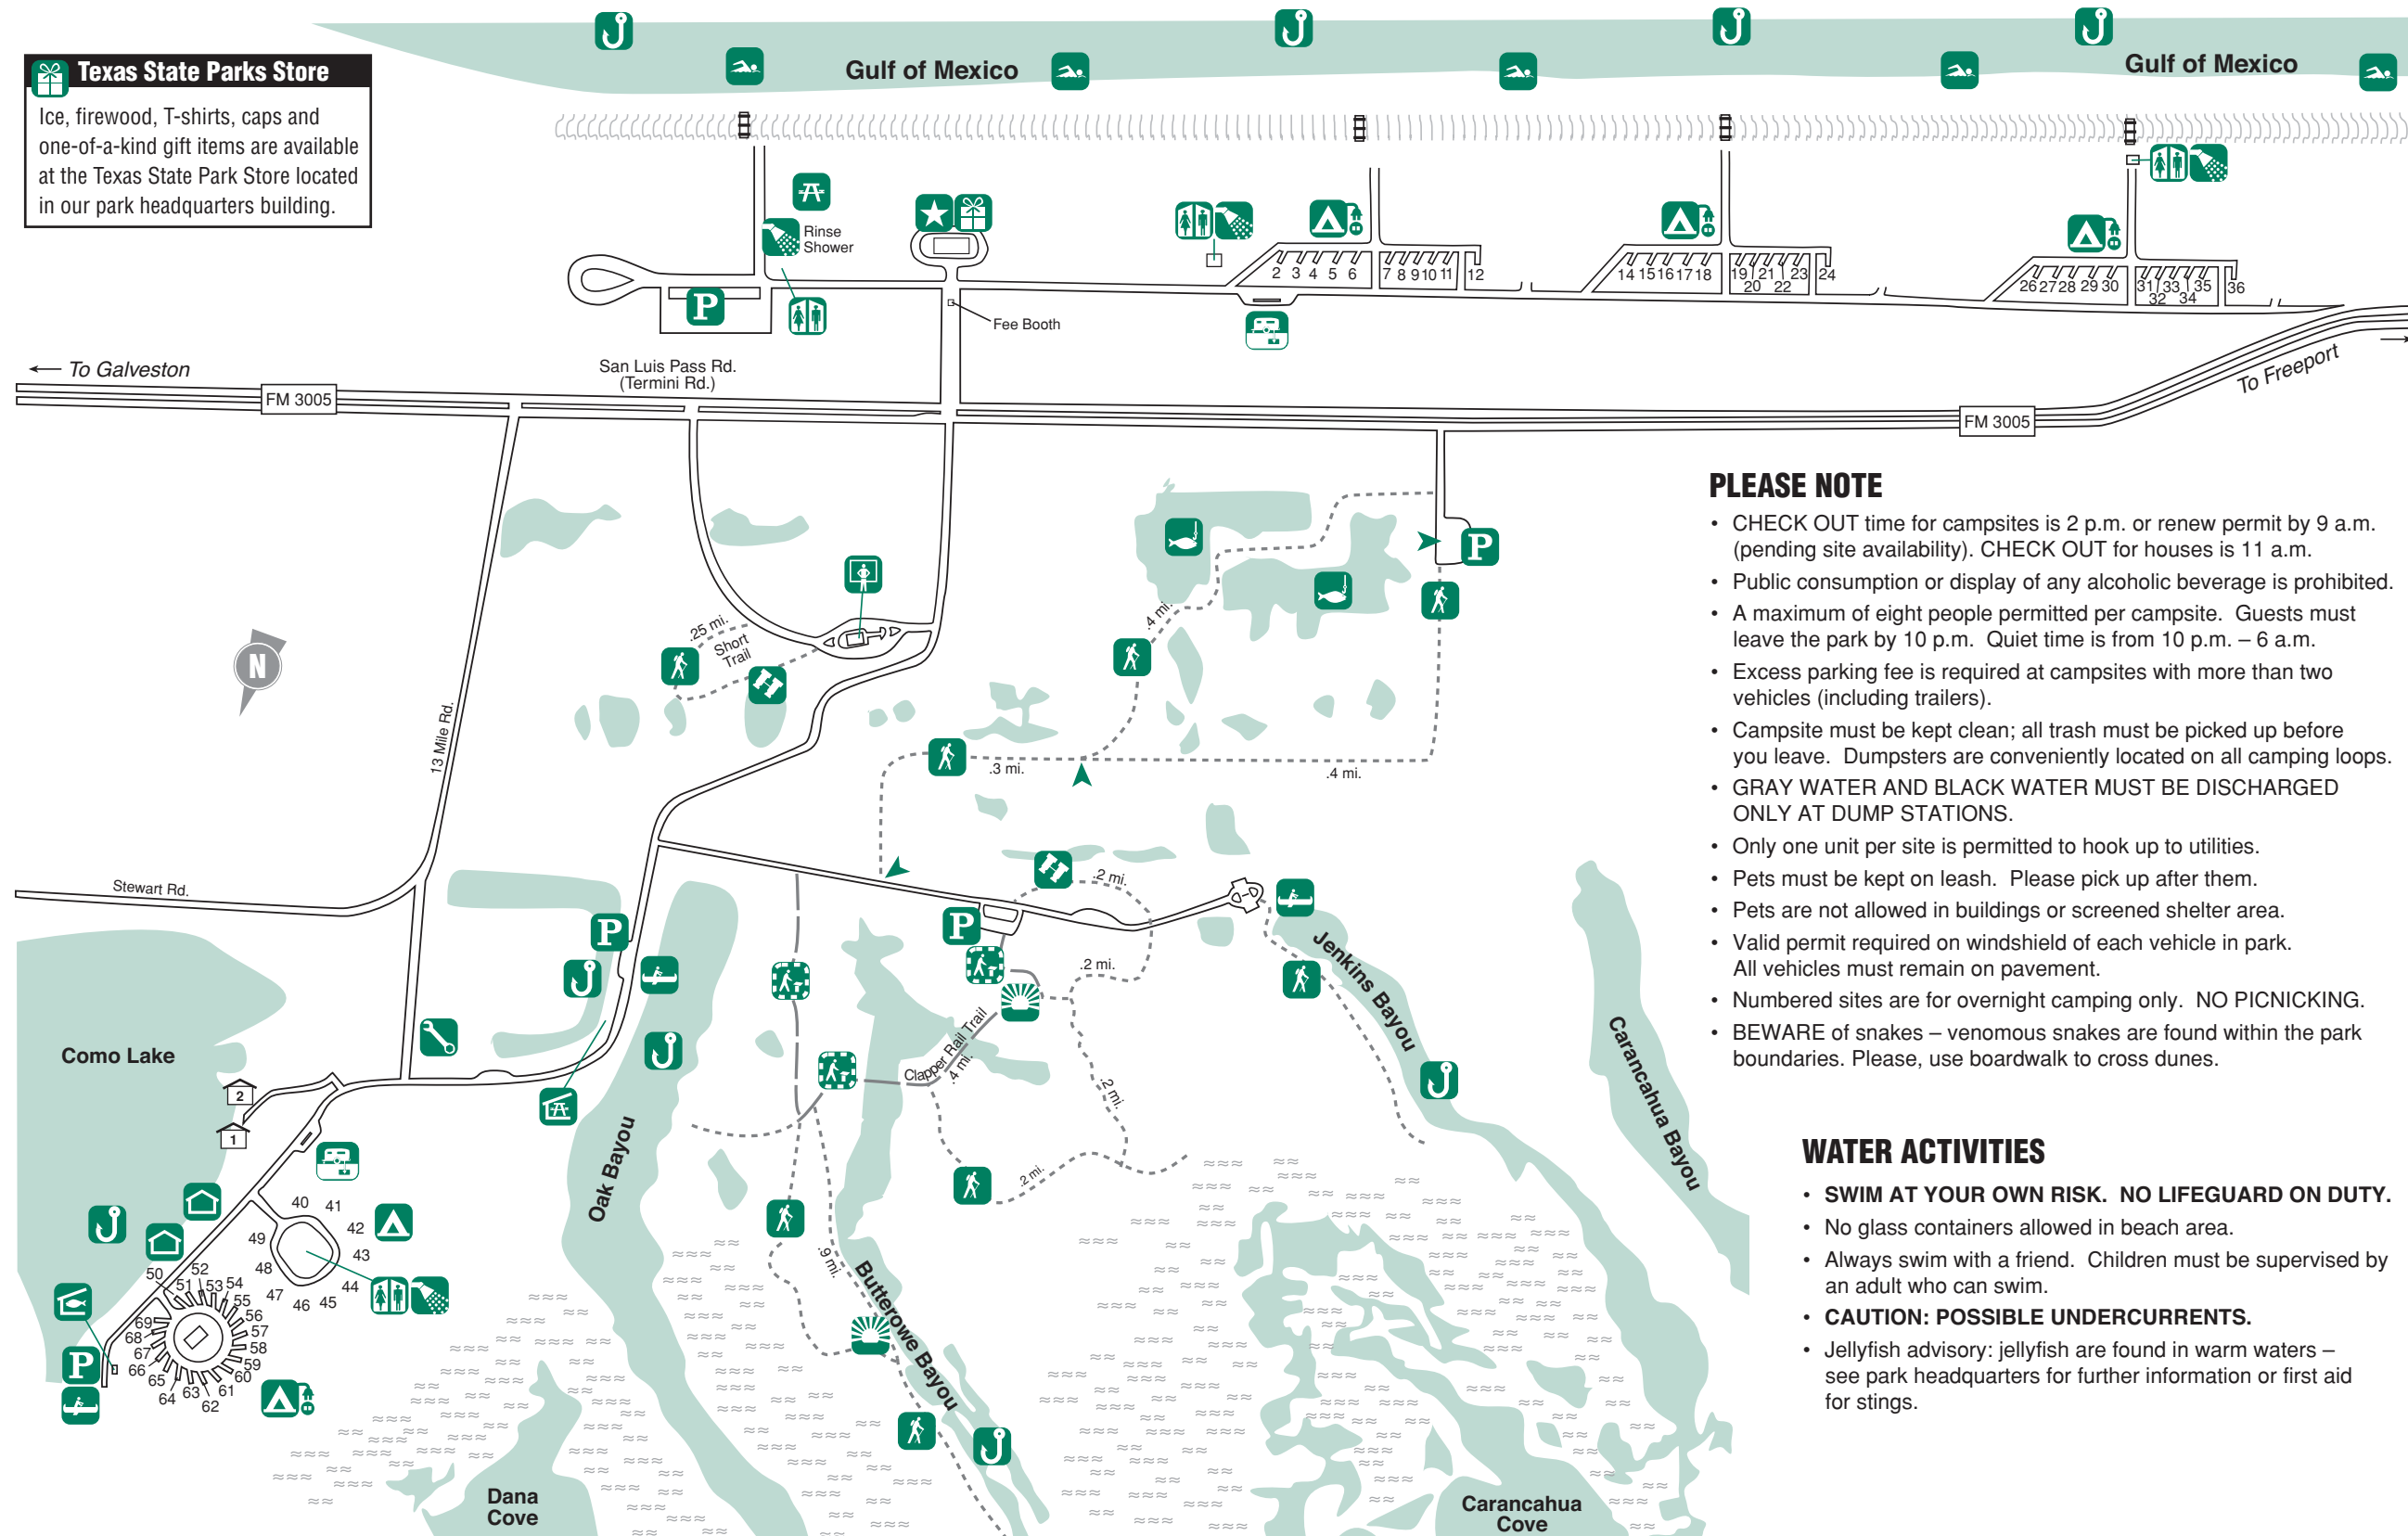 Texas State Parks Store
Ice, firewood, T-shirts, caps and
one-of-a-kind gift items are available
at the Texas State Park Store located
in our park headquarters building.
Gulf of Mexico
Gulf of Mexico
Rinse
Shower
Fee Booth
2 3 4 5 6 7 8 9 10 11 12
14 15 16 17 18 19 20 21 22 23 24
26 27 28 29 30 31 32 33 34 35 36
To Galveston
San Luis Pass Rd.
(Termini Rd.)
To Freeport
FM 3005
FM 3005
P
P
.25 mi.
Short
Trail
.4 mi.
N
13 Mile Rd.
.3 mi.
.4 mi.
Stewart Rd.
P
P
.2 mi.
.2 mi.
Jenkins Bayou
Carancahua Bayou
Como Lake
Clapper Rail Trail
.4 mi.
.2 mi.
.2 mi.
2
1
Oak Bayou
.9 mi.
Butterowe Bayou
40 41
42
43
44
45
46
47
48
49
50
51
52
53
54
55
56
57
58
59
60
61
62
63
64
65
66
67
68
69
P
Dana
Cove
Carancahua
Cove
PLEASE NOTE
• CHECK OUT time for campsites is 2 p.m. or renew permit by 9 a.m.
(pending site availability). CHECK OUT for houses is 11 a.m.
• Public consumption or display of any alcoholic beverage is prohibited.
• A maximum of eight people permitted per campsite. Guests must
leave the park by 10 p.m. Quiet time is from 10 p.m. – 6 a.m.
• Excess parking fee is required at campsites with more than two
vehicles (including trailers).
• Campsite must be kept clean; all trash must be picked up before
you leave. Dumpsters are conveniently located on all camping loops.
• GRAY WATER AND BLACK WATER MUST BE DISCHARGED
ONLY AT DUMP STATIONS.
• Only one unit per site is permitted to hook up to utilities.
• Pets must be kept on leash. Please pick up after them.
• Pets are not allowed in buildings or screened shelter area.
• Valid permit required on windshield of each vehicle in park.
All vehicles must remain on pavement.
• Numbered sites are for overnight camping only. NO PICNICKING.
• BEWARE of snakes – venomous snakes are found within the park
boundaries. Please, use boardwalk to cross dunes.
WATER ACTIVITIES
• SWIM AT YOUR OWN RISK. NO LIFEGUARD ON DUTY.
• No glass containers allowed in beach area.
• Always swim with a friend. Children must be supervised by
an adult who can swim.
• CAUTION: POSSIBLE UNDERCURRENTS.
• Jellyfish advisory: jellyfish are found in warm waters –
see park headquarters for further information or first aid
for stings.